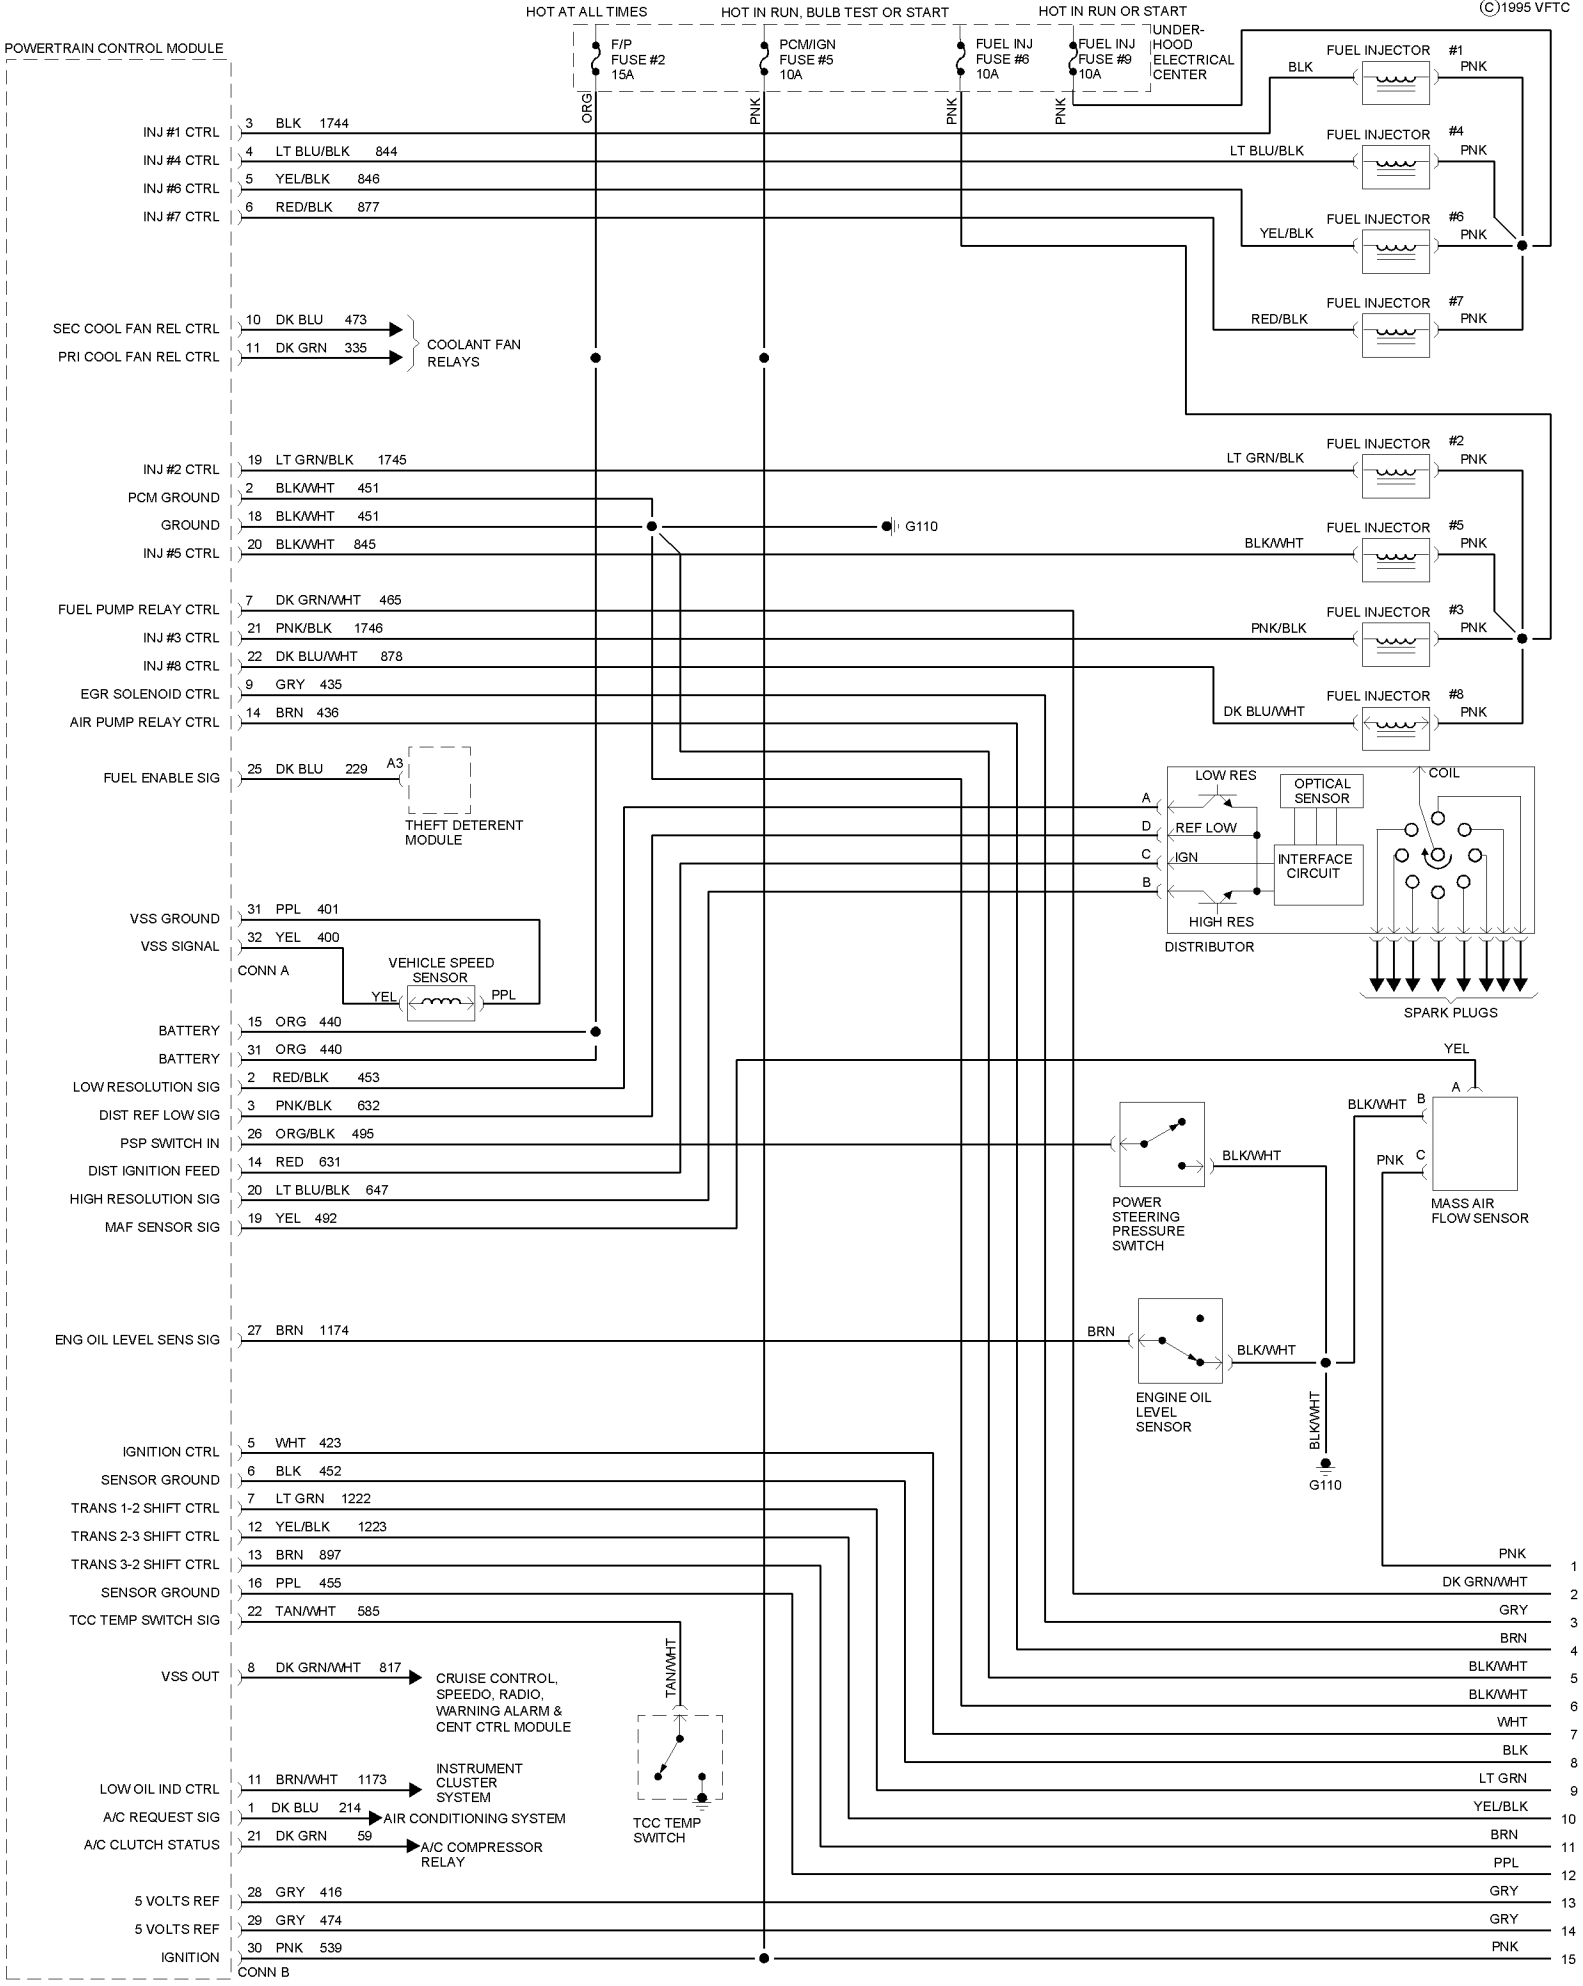 HOT AT ALL TIMES
HOT IN RUN, BULB TEST OR START
HOT IN RUN OR START
©1995 VFTC
POWERTRAIN CONTROL MODULE
F/P
FUSE #2
15A
PCM/IGN
FUSE #5
10A
FUEL INJ
FUSE #6
10A
FUEL INJ
FUSE #9
10A
UNDER-
HOOD
ELECTRICAL
CENTER
ORG
PNK
PNK
PNK
FUEL INJECTOR #1
BLK
PNK
FUEL INJECTOR #4
LT BLU/BLK
PNK
FUEL INJECTOR #6
YEL/BLK
PNK
FUEL INJECTOR #7
RED/BLK
PNK
INJ #1 CTRL 3 BLK 1744
INJ #4 CTRL 4 LT BLU/BLK 844
INJ #6 CTRL 5 YEL/BLK 846
INJ #7 CTRL 6 RED/BLK 877
SEC COOL FAN REL CTRL 10 DK BLU 473
PRI COOL FAN REL CTRL 11 DK GRN 335
COOLANT FAN
RELAYS
INJ #2 CTRL 19 LT GRN/BLK 1745
PCM GROUND 2 BLK/WHT 451
GROUND 18 BLK/WHT 451
G110
INJ #5 CTRL 20 BLK/WHT 845
FUEL PUMP RELAY CTRL 7 DK GRN/WHT 465
INJ #3 CTRL 21 PNK/BLK 1746
INJ #8 CTRL 22 DK BLU/WHT 878
EGR SOLENOID CTRL 9 GRY 435
AIR PUMP RELAY CTRL 14 BRN 436
FUEL INJECTOR #2
LT GRN/BLK
PNK
FUEL INJECTOR #5
BLK/WHT
PNK
FUEL INJECTOR #3
PNK/BLK
PNK
FUEL INJECTOR #8
DK BLU/WHT
PNK
FUEL ENABLE SIG 25 DK BLU 229 A3
THEFT DETERENT
MODULE
LOW RES
OPTICAL
SENSOR
COIL
A
D REF LOW
C IGN
B
INTERFACE
CIRCUIT
HIGH RES
DISTRIBUTOR
SPARK PLUGS
VSS GROUND 31 PPL 401
VSS SIGNAL 32 YEL 400
CONN A
VEHICLE SPEED
SENSOR
YEL
PPL
BATTERY 15 ORG 440
BATTERY 31 ORG 440
LOW RESOLUTION SIG 2 RED/BLK 453
DIST REF LOW SIG 3 PNK/BLK 632
PSP SWITCH IN 26 ORG/BLK 495
DIST IGNITION FEED 14 RED 631
HIGH RESOLUTION SIG 20 LT BLU/BLK 647
MAF SENSOR SIG 19 YEL 492
YEL
A
BLK/WHT B
PNK C
MASS AIR
FLOW SENSOR
BLK/WHT
POWER
STEERING
PRESSURE
SWITCH
ENG OIL LEVEL SENS SIG 27 BRN 1174
BRN
BLK/WHT
ENGINE OIL
LEVEL
SENSOR
BLK/WHT
G110
IGNITION CTRL 5 WHT 423
SENSOR GROUND 6 BLK 452
TRANS 1-2 SHIFT CTRL 7 LT GRN 1222
TRANS 2-3 SHIFT CTRL 12 YEL/BLK 1223
TRANS 3-2 SHIFT CTRL 13 BRN 897
SENSOR GROUND 16 PPL 455
TCC TEMP SWITCH SIG 22 TAN/WHT 585
TAN/WHT
VSS OUT 8 DK GRN/WHT 817
CRUISE CONTROL,
SPEEDO, RADIO,
WARNING ALARM &
CENT CTRL MODULE
TCC TEMP
SWITCH
LOW OIL IND CTRL 11 BRN/WHT 1173
INSTRUMENT
CLUSTER
SYSTEM
A/C REQUEST SIG 1 DK BLU 214 AIR CONDITIONING SYSTEM
A/C CLUTCH STATUS 21 DK GRN 59
A/C COMPRESSOR
RELAY
5 VOLTS REF 28 GRY 416
5 VOLTS REF 29 GRY 474
IGNITION 30 PNK 539
CONN B
PNK 1
DK GRN/WHT 2
GRY 3
BRN 4
BLK/WHT 5
BLK/WHT 6
WHT 7
BLK 8
LT GRN 9
YEL/BLK 10
BRN 11
PPL 12
GRY 13
GRY 14
PNK 15